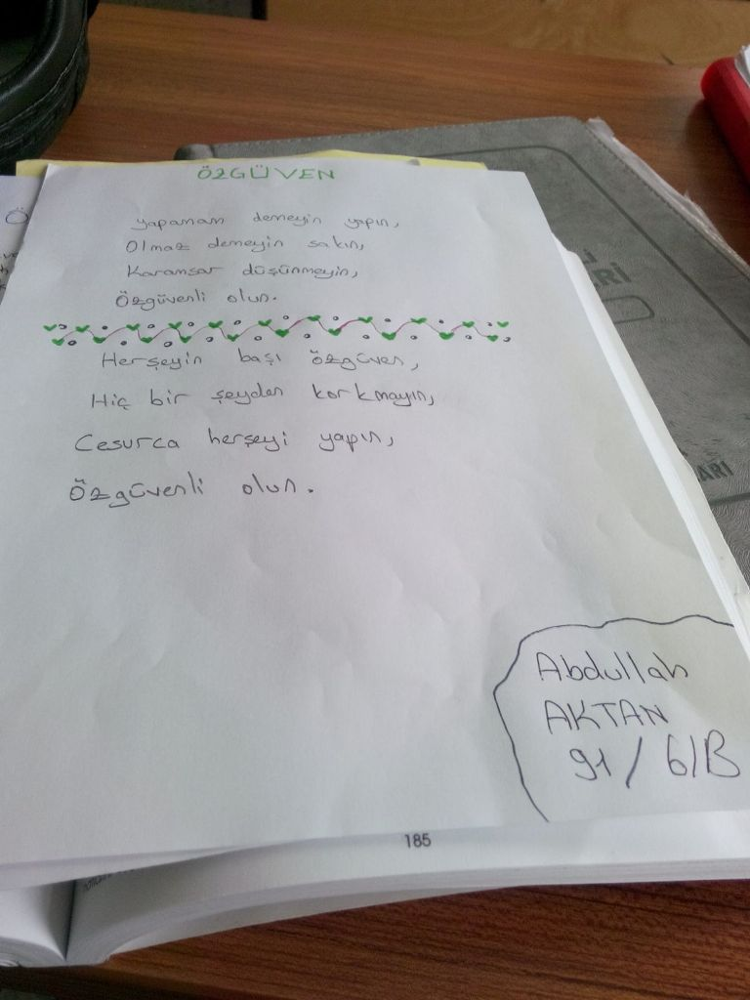 ÖZGÜVEN
yapamam demeyin yapın,
Olmaz demeyin sakın,
Karamsar düşünmeyin,
Özgüvenli olun.
Herşeyin başı özgüven,
Hiç bir şeyden korkmayın,
Cesurca herşeyi yapın,
Özgüvenli olun.
Abdullah
AKTAN
91 / 6/B
185